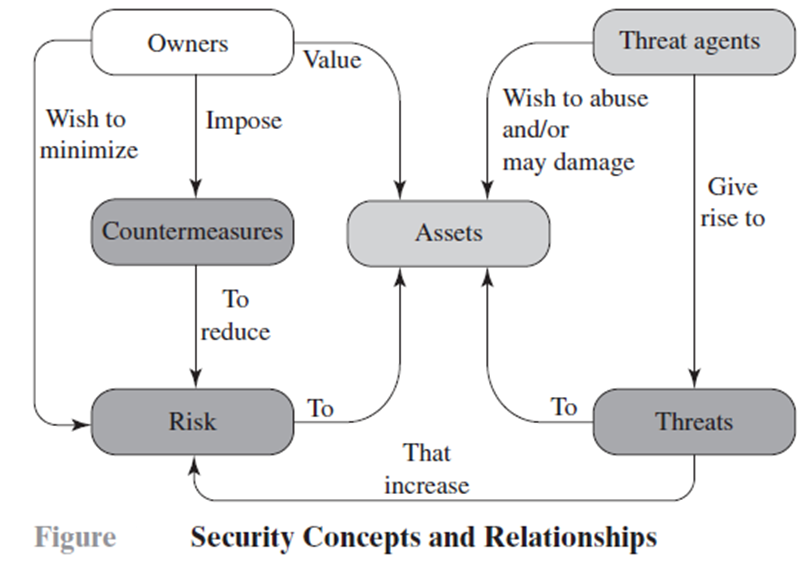 Owners
Threat agents
Value
Wish to
minimize
Impose
Wish to abuse
and/or
may damage
Give
rise to
Countermeasures
Assets
To
reduce
Risk
To
To
Threats
That
increase
Figure Security Concepts and Relationships